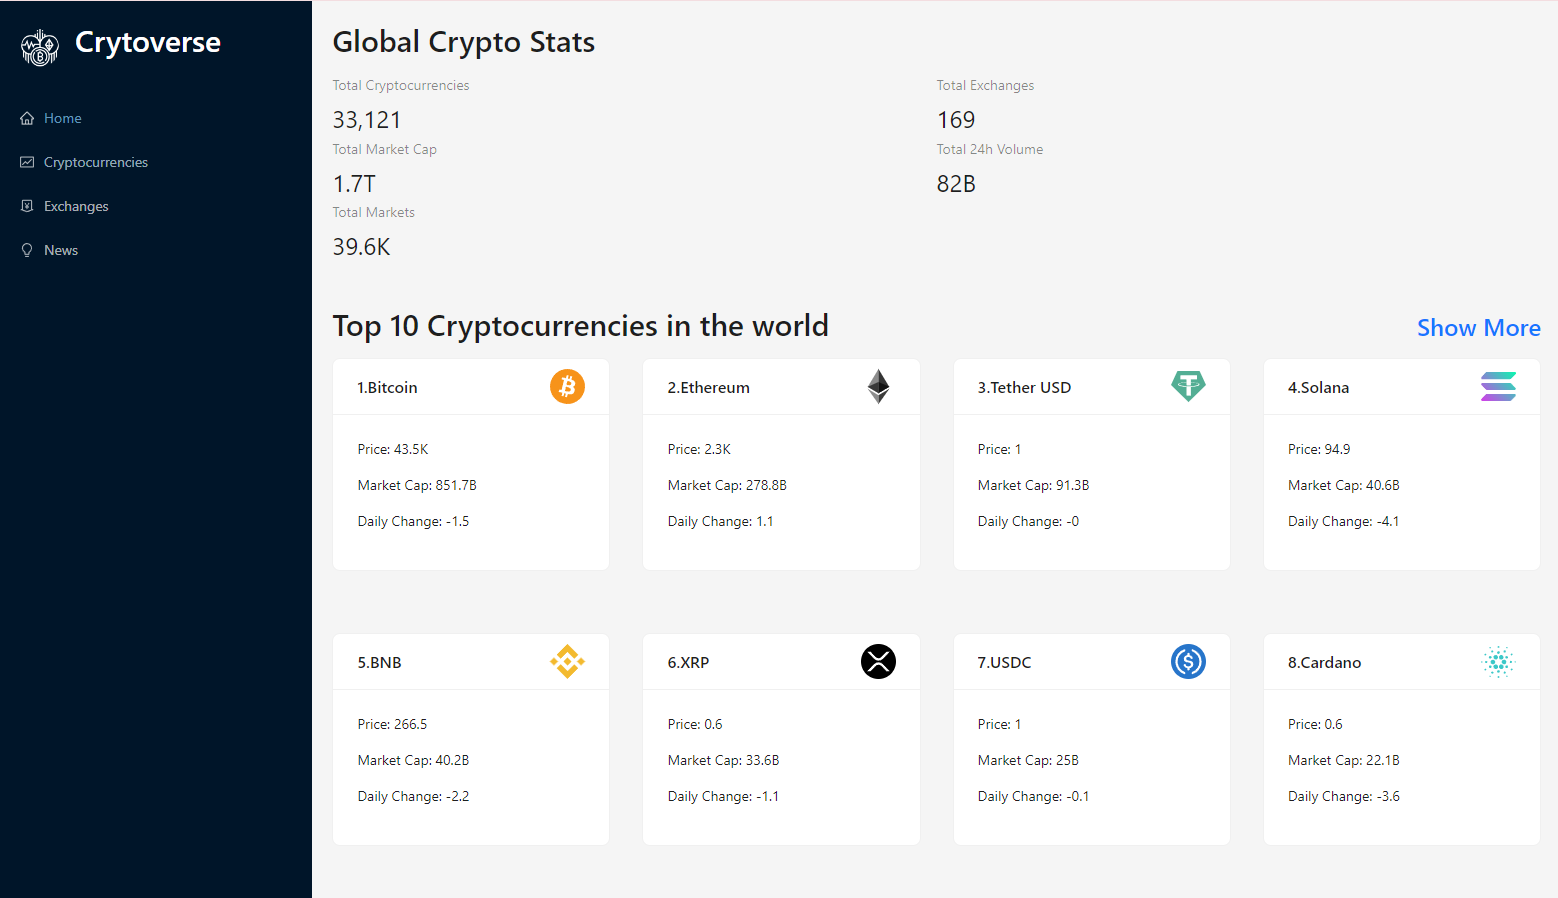 Crytoverse
Home
Cryptocurrencies
Exchanges
News
Global Crypto Stats
Total Cryptocurrencies
33,121
Total Exchanges
169
Total Market Cap
1.7T
Total 24h Volume
82B
Total Markets
39.6K
Top 10 Cryptocurrencies in the world
Show More
1.Bitcoin
Price: 43.5K
Market Cap: 851.7B
Daily Change: -1.5
2.Ethereum
Price: 2.3K
Market Cap: 278.8B
Daily Change: 1.1
3.Tether USD
Price: 1
Market Cap: 91.3B
Daily Change: -0
4.Solana
Price: 94.9
Market Cap: 40.6B
Daily Change: -4.1
5.BNB
Price: 266.5
Market Cap: 40.2B
Daily Change: -2.2
6.XRP
Price: 0.6
Market Cap: 33.6B
Daily Change: -1.1
7.USDC
Price: 1
Market Cap: 25B
Daily Change: -0.1
8.Cardano
Price: 0.6
Market Cap: 22.1B
Daily Change: -3.6